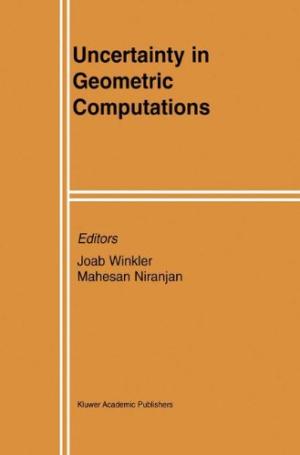 Uncertainty in
Geometric
Computations
Editors
Joab Winkler
Mahesan Niranjan
Kluwer Academic Publishers